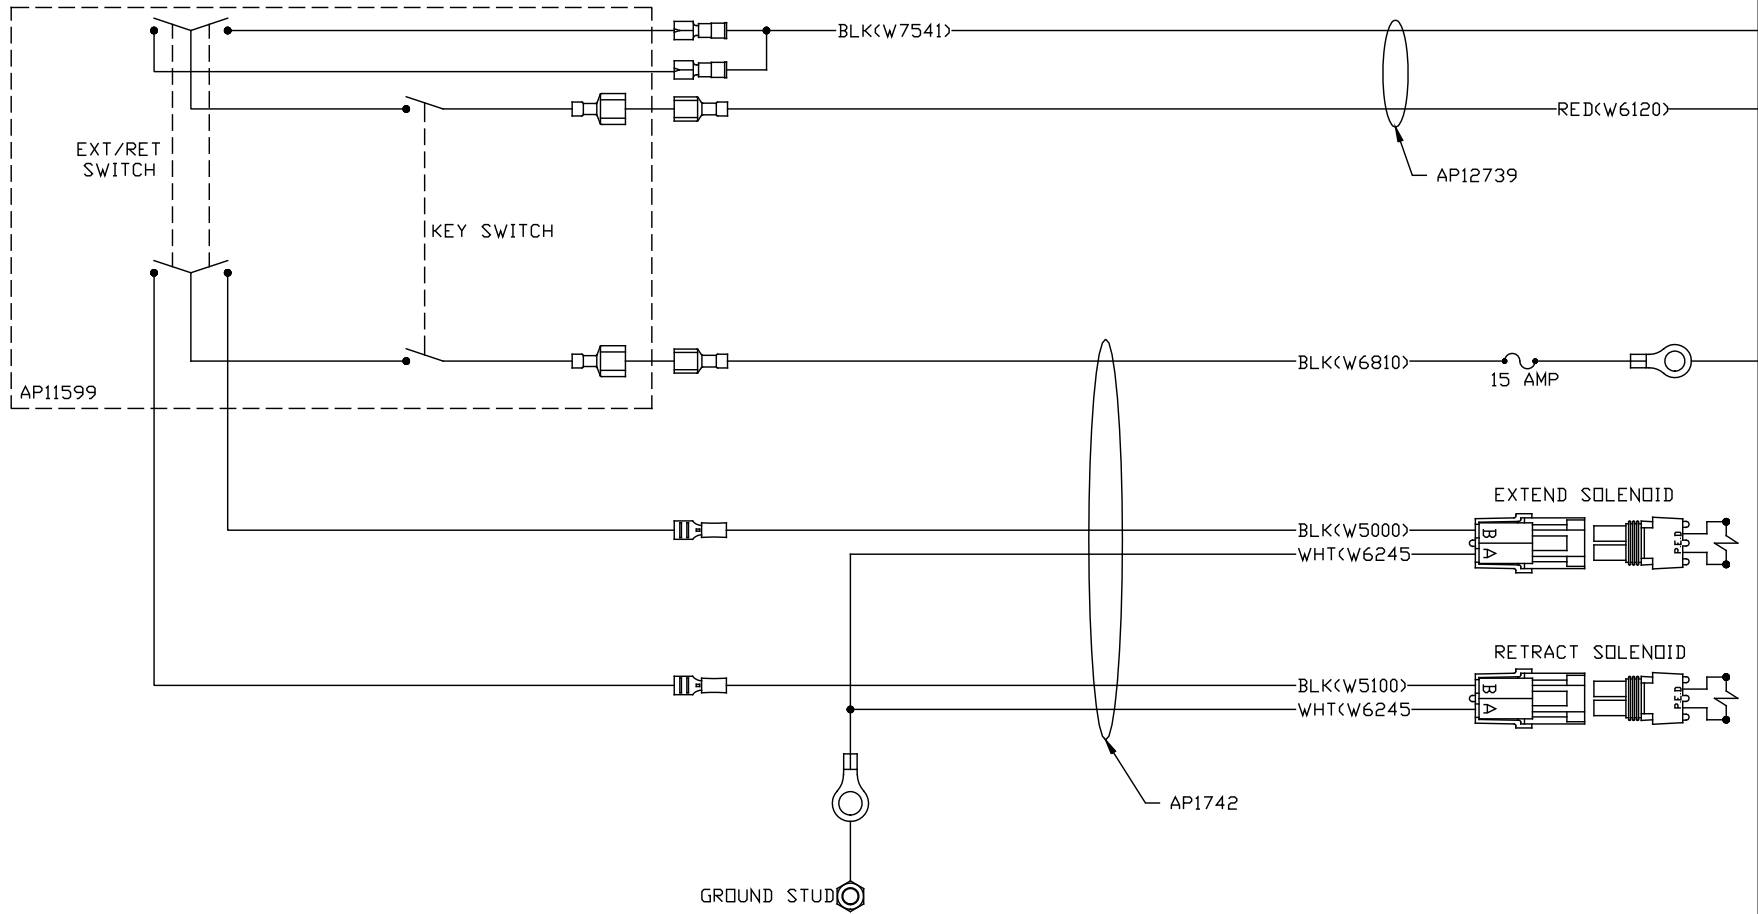 BLK(W7541)
RED(W6120)
EXT/RET
SWITCH
AP12739
KEY SWITCH
BLK(W6810)
15 AMP
AP11599
EXTEND SOLENOID
BLK(W5000)
WHT(W6245
B
A
P.E.D
RETRACT SOLENOID
BLK(W5100)
WHT(W6245
B
A
P.E.D
AP1742
GROUND STUD